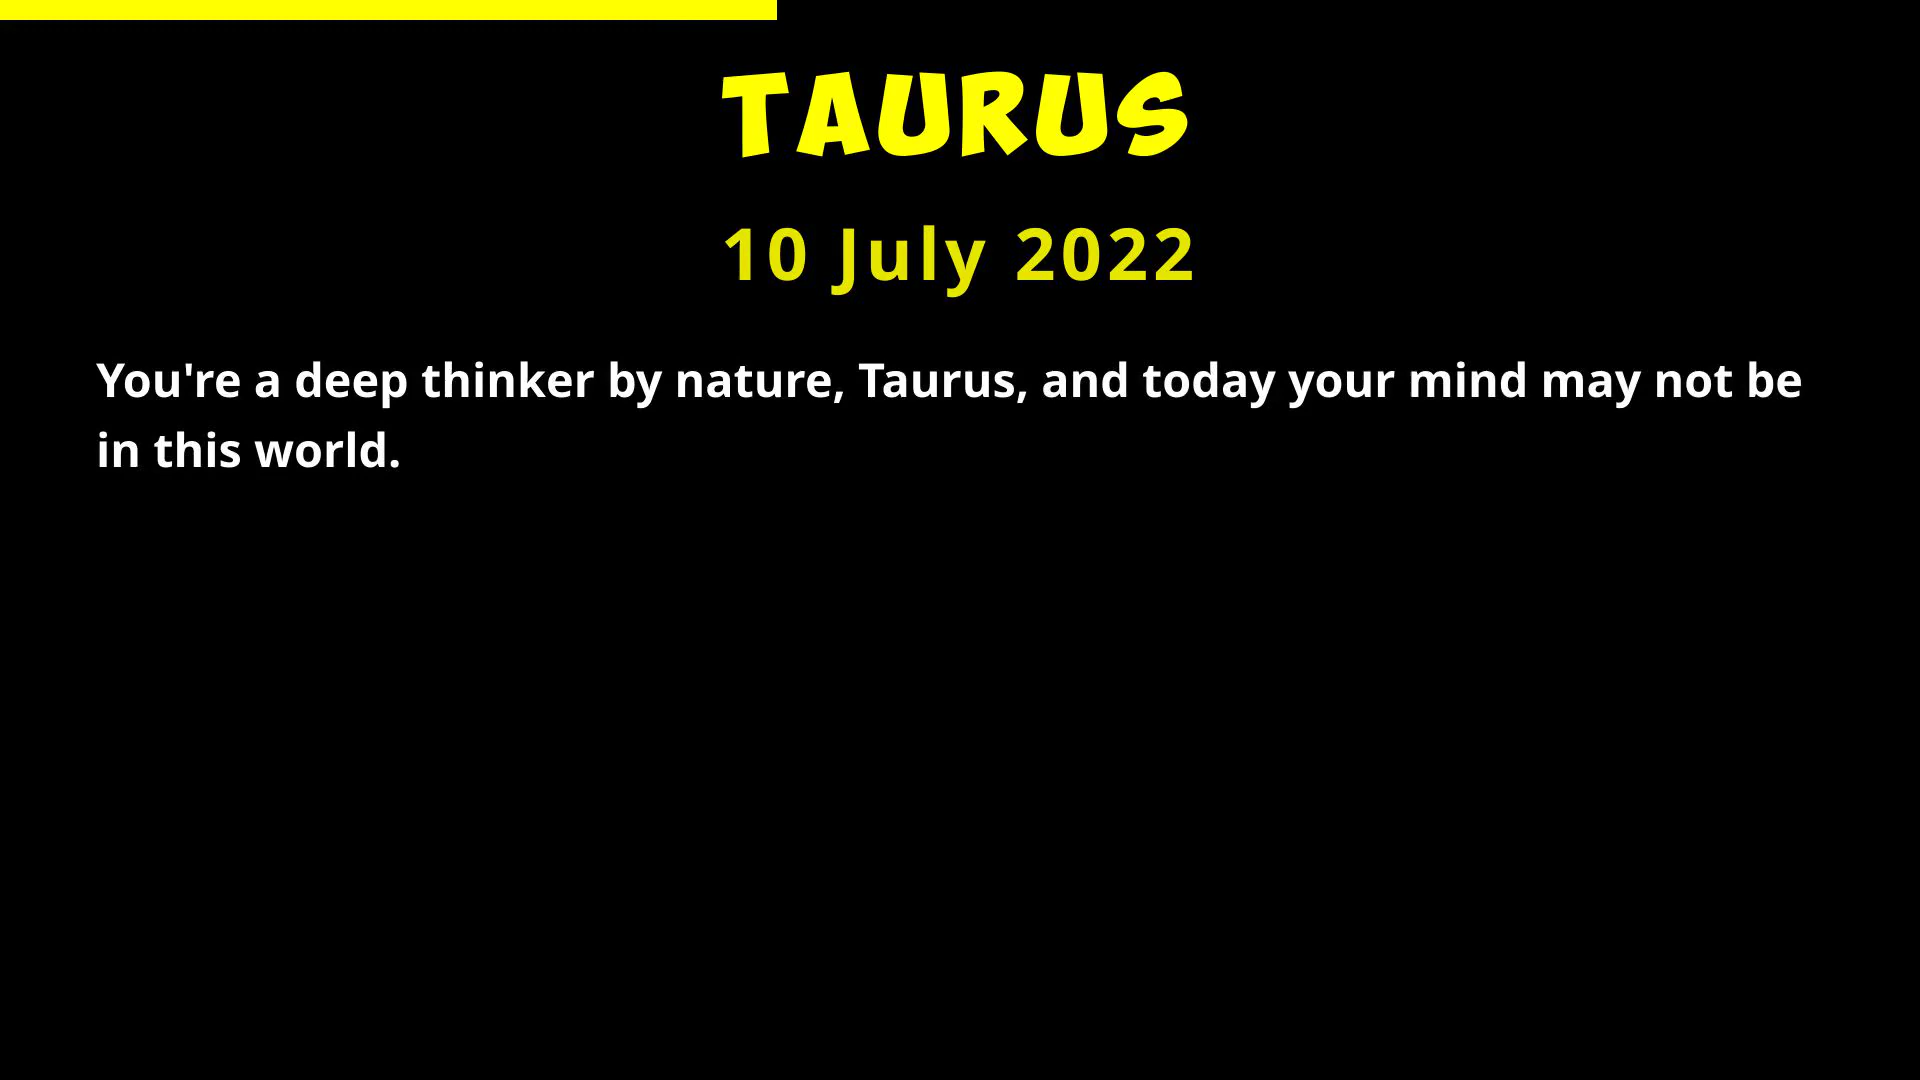 TAURUS
10 July 2022
You're a deep thinker by nature, Taurus, and today your mind may not be
in this world.